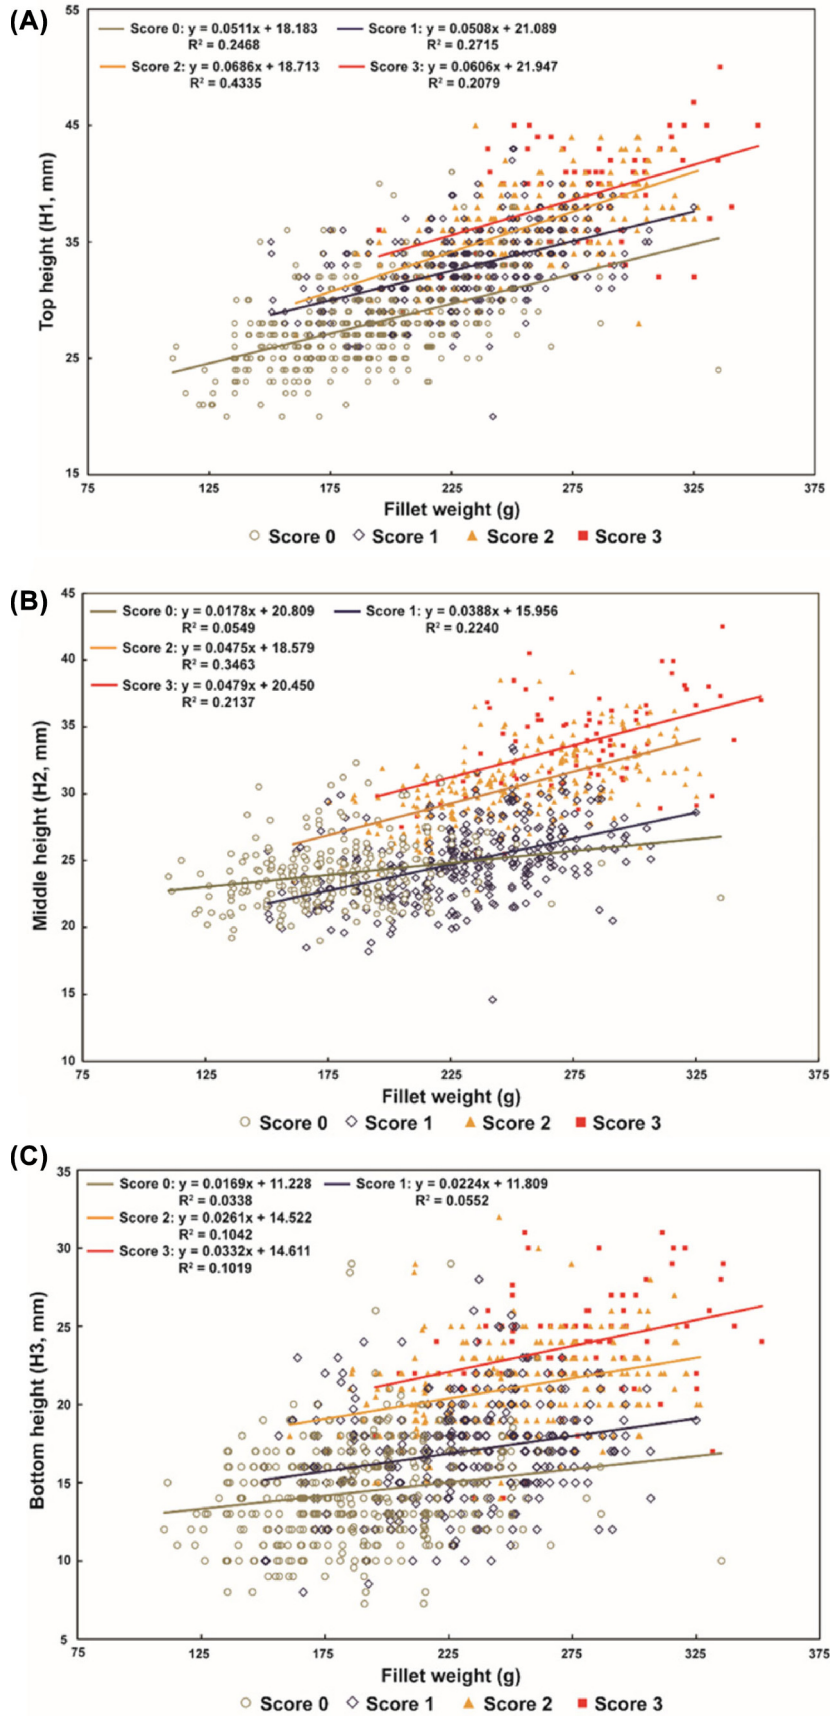 (A)
55
Score 0: y = 0.0511x + 18.183
R² = 0.2468
Score 1: y = 0.0508x + 21.089
R² = 0.2715
Score 2: y = 0.0686x + 18.713
R² = 0.4335
Score 3: y = 0.0606x + 21.947
R² = 0.2079
45
35
25
15
Top height (H1, mm)
75 125 175 225 275 325 375
Fillet weight (g)
Score 0 Score 1 Score 2 Score 3
(B)
45
Score 0: y = 0.0178x + 20.809
R² = 0.0549
Score 1: y = 0.0388x + 15.956
R² = 0.2240
Score 2: y = 0.0475x + 18.579
R² = 0.3463
Score 3: y = 0.0479x + 20.450
R² = 0.2137
40
35
30
25
20
15
10
Middle height (H2, mm)
75 125 175 225 275 325 375
Fillet weight (g)
Score 0 Score 1 Score 2 Score 3
(C)
35
Score 0: y = 0.0169x + 11.228
R² = 0.0338
Score 1: y = 0.0224x + 11.809
R² = 0.0552
Score 2: y = 0.0261x + 14.522
R² = 0.1042
Score 3: y = 0.0332x + 14.611
R² = 0.1019
30
25
20
15
10
5
Bottom height (H3, mm)
75 125 175 225 275 325 375
Fillet weight (g)
Score 0 Score 1 Score 2 Score 3